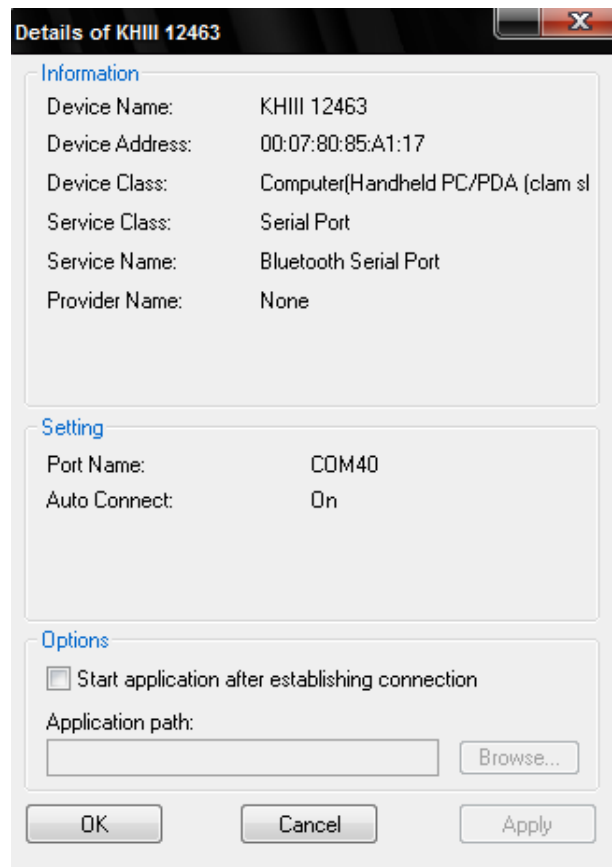 Details of KHIII 12463
Information
Device Name: KHIII 12463
Device Address: 00:07:80:85:A1:17
Device Class: Computer(Handheld PC/PDA (clam sl
Service Class: Serial Port
Service Name: Bluetooth Serial Port
Provider Name: None
Setting
Port Name: COM40
Auto Connect: On
Options
Start application after establishing connection
Application path:
Browse...
OK Cancel Apply